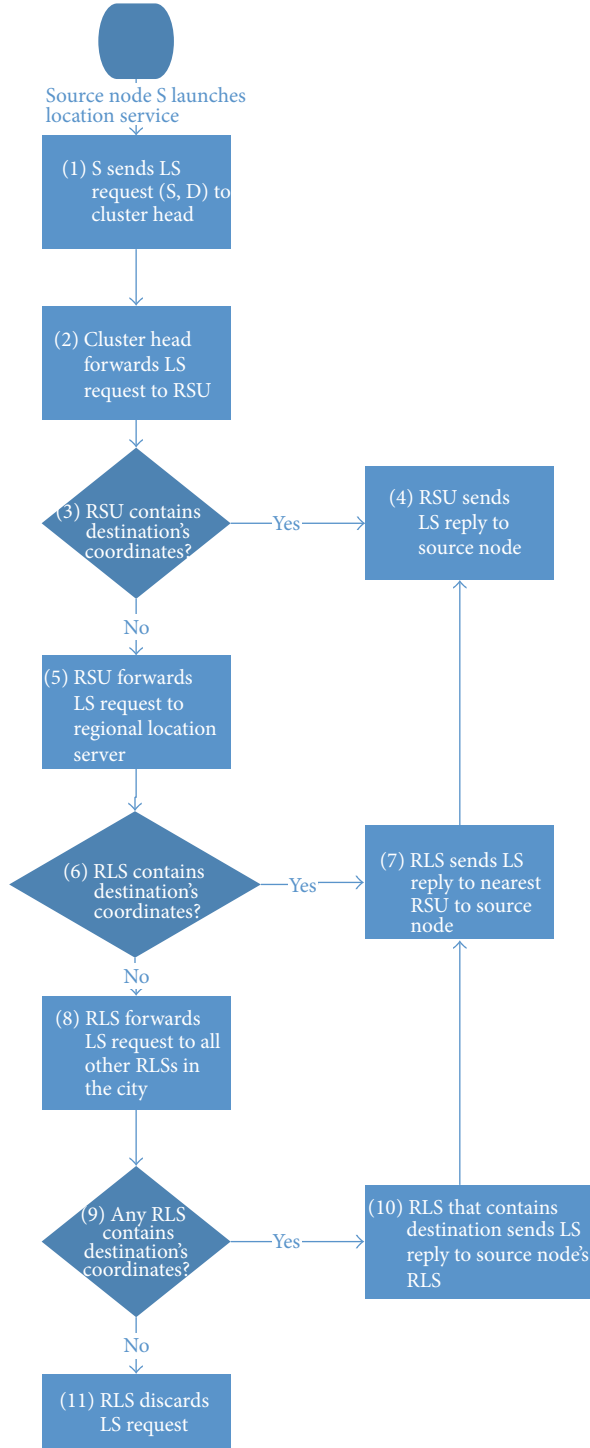 Source node S launches
location service
(1) S sends LS
request (S, D) to
cluster head
(2) Cluster head
forwards LS
request to RSU
(3) RSU contains
destination's
coordinates?
Yes
(4) RSU sends
LS reply to
source node
No
(5) RSU forwards
LS request to
regional location
server
(6) RLS contains
destination's
coordinates?
Yes
(7) RLS sends LS
reply to nearest
RSU to source
node
No
(8) RLS forwards
LS request to all
other RLSs in
the city
(9) Any RLS
contains
destination's
coordinates?
Yes
(10) RLS that contains
destination sends LS
reply to source node's
RLS
No
(11) RLS discards
LS request